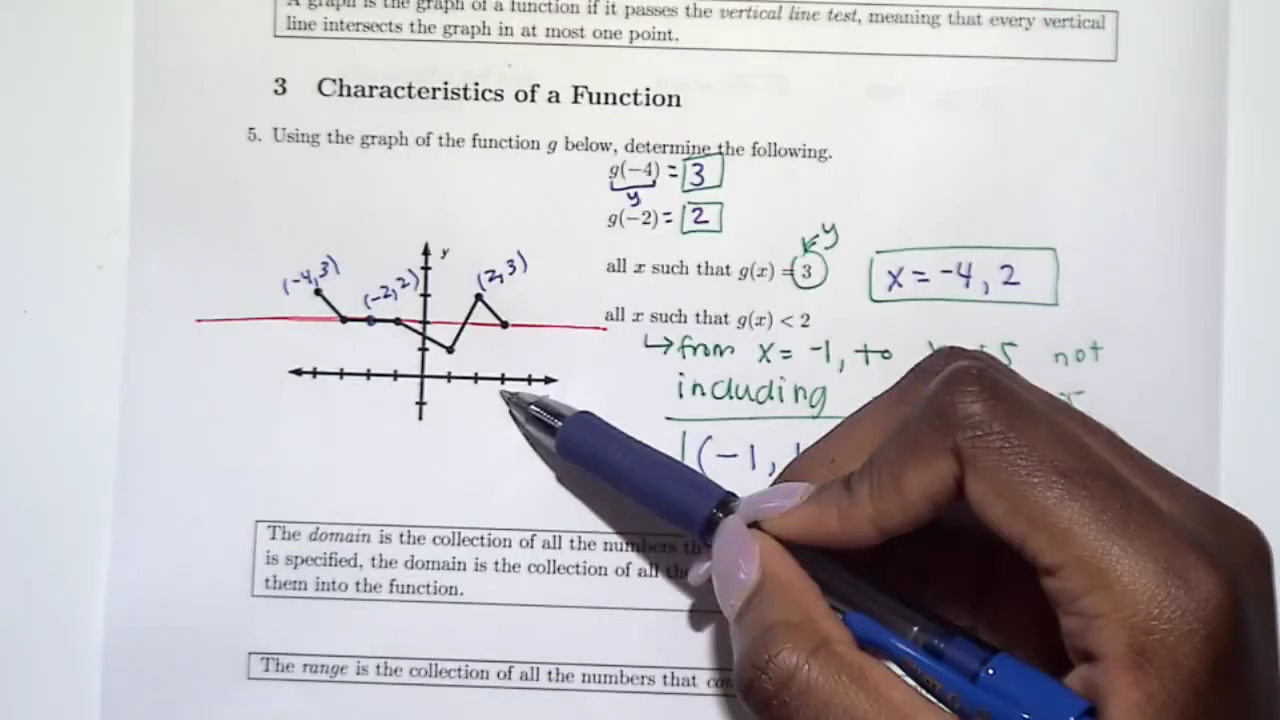 A graph is the graph of a function if it passes the vertical line test, meaning that every vertical
line intersects the graph in at most one point.
3 Characteristics of a Function
5. Using the graph of the function g below, determine the following.
g(−4) = 3
y
g(−2) = 2
y
all x such that g(x) = 3
x = -4, 2
all x such that g(x) < 2
↳ from x = -1, to not
including
(-1,
y
(-4,3)
(-2,2)
(2,3)
The domain is the collection of all the numbers
is specified, the domain is the collection of all
them into the function.
The range is the collection of all the numbers that